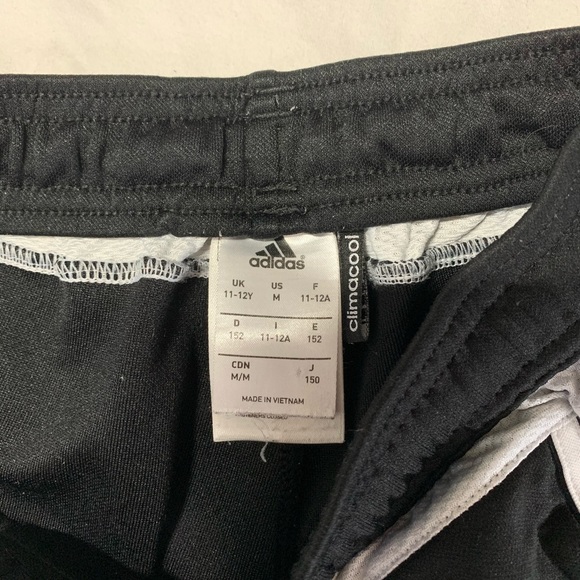 adidas
UK US F
11-12Y M 11-12A
D I E
152 11-12A 152
CDN J
M/M 150
MADE IN VIETNAM
climacool